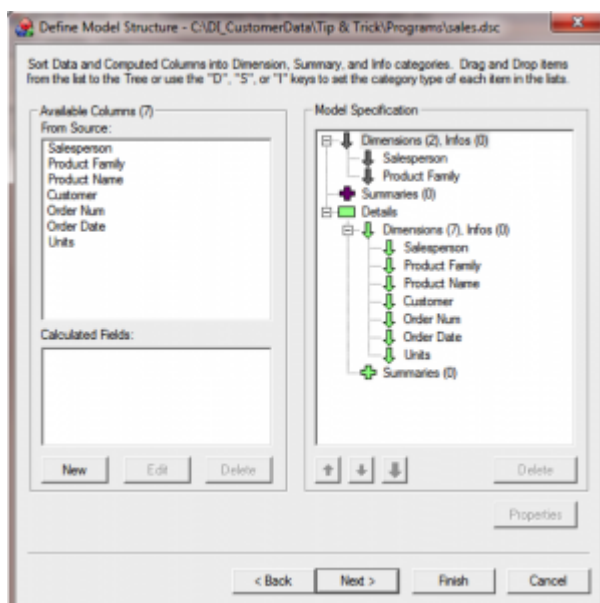 Define Model Structure - C:\DI_CustomerData\Tip & Trick\Programs\sales.dsc
Sort Data and Computed Columns into Dimension, Summary, and Info categories. Drag and Drop items
from the list to the Tree or use the "D", "S", or "I" keys to set the category type of each item in the lists.
Available Columns (7)
From Source:
Salesperson
Product Family
Product Name
Customer
Order Num
Order Date
Units
Calculated Fields:
New
Edit
Delete
Model Specification
Dimensions (2), Infos (0)
Salesperson
Product Family
Summaries (0)
Details
Dimensions (7), Infos (0)
Salesperson
Product Family
Product Name
Customer
Order Num
Order Date
Units
Summaries (0)
Delete
Properties
< Back
Next >
Finish
Cancel